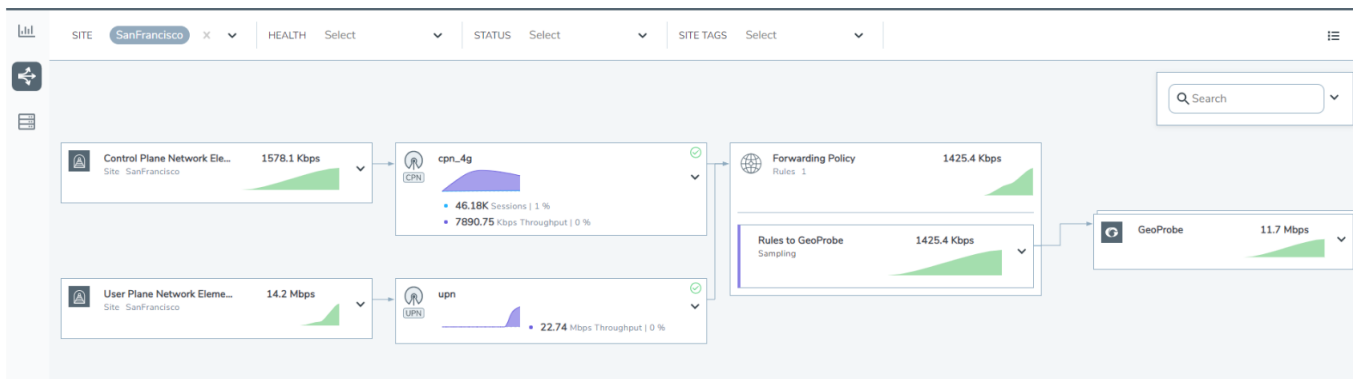 SITE SanFrancisco × HEALTH Select STATUS Select SITE TAGS Select
Search
Control Plane Network Ele... 1578.1 Kbps
Site SanFrancisco
cpn_4g
CPN
46.18K Sessions | 1 %
7890.75 Kbps Throughput | 0 %
Forwarding Policy 1425.4 Kbps
Rules 1
Rules to GeoProbe 1425.4 Kbps
Sampling
GeoProbe 11.7 Mbps
User Plane Network Eleme... 14.2 Mbps
Site SanFrancisco
upn
UPN
22.74 Mbps Throughput | 0 %